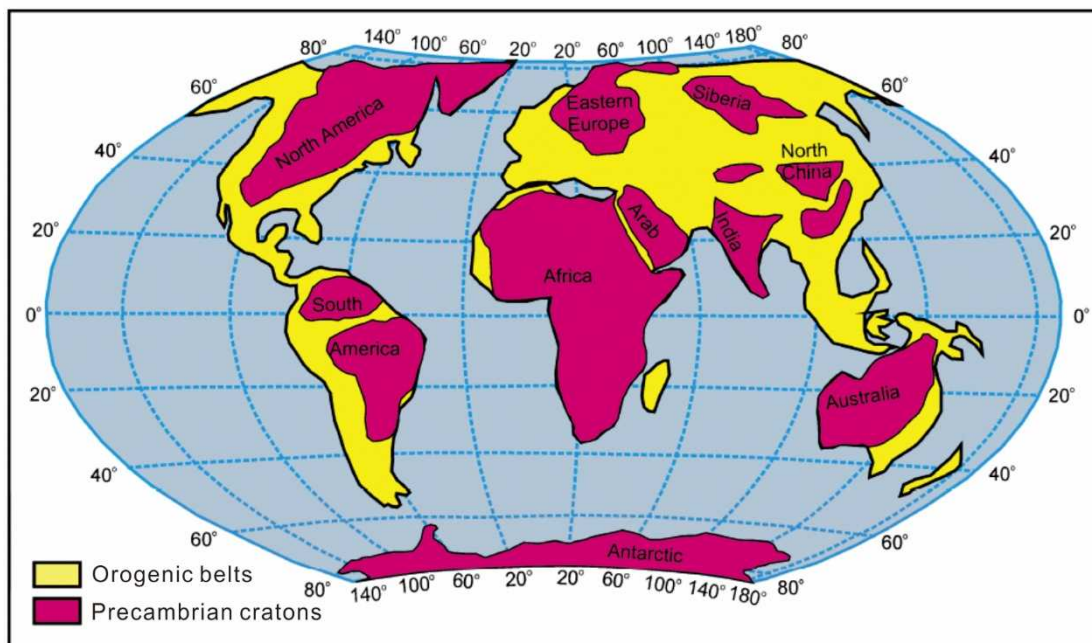 140° 100° 60° 20° 20° 60° 100° 140° 180°
80° 80°
60° 60°
40° 40°
20° 20°
0° 0°
20° 20°
40° 40°
60° 60°
80° 80°
140° 100° 60° 20° 20° 60° 100° 140° 180°
North America
Eastern
Europe
Siberia
North
China
Arab
India
Africa
South
America
Australia
Antarctic
Orogenic belts
Precambrian cratons